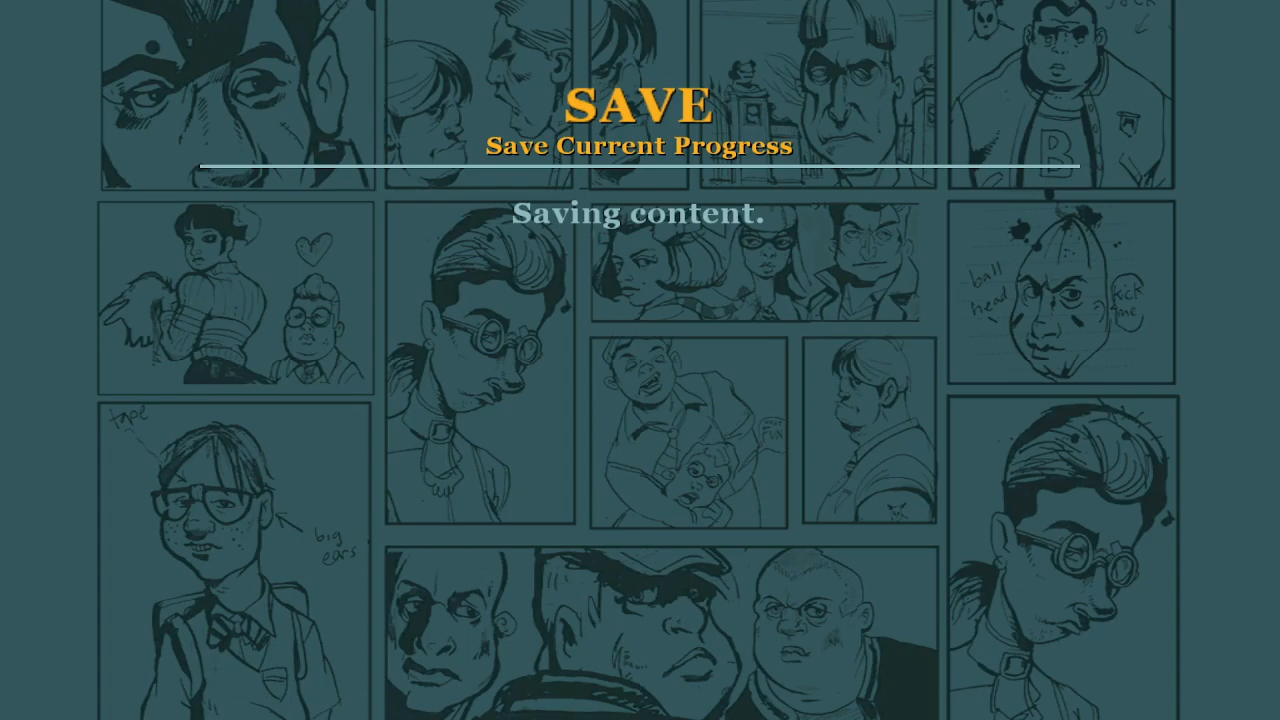 Jock
B
SAVE
Save Current Progress
Saving content.
ball
head
kick
me
tape
big
ears